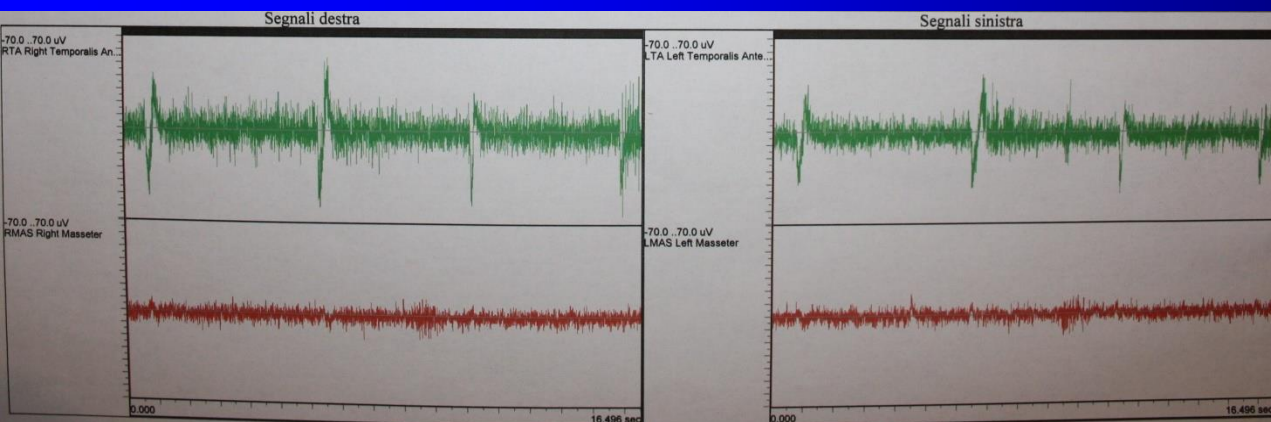 Segnali destra
-70.0 ..70.0 uV
RTA Right Temporalis An...
-70.0 ..70.0 uV
RMAS Right Masseter
0.000
16.496 sec
Segnali sinistra
-70.0 ..70.0 uV
LTA Left Temporalis Ante...
-70.0 ..70.0 uV
LMAS Left Masseter
0.000
16.496 sec